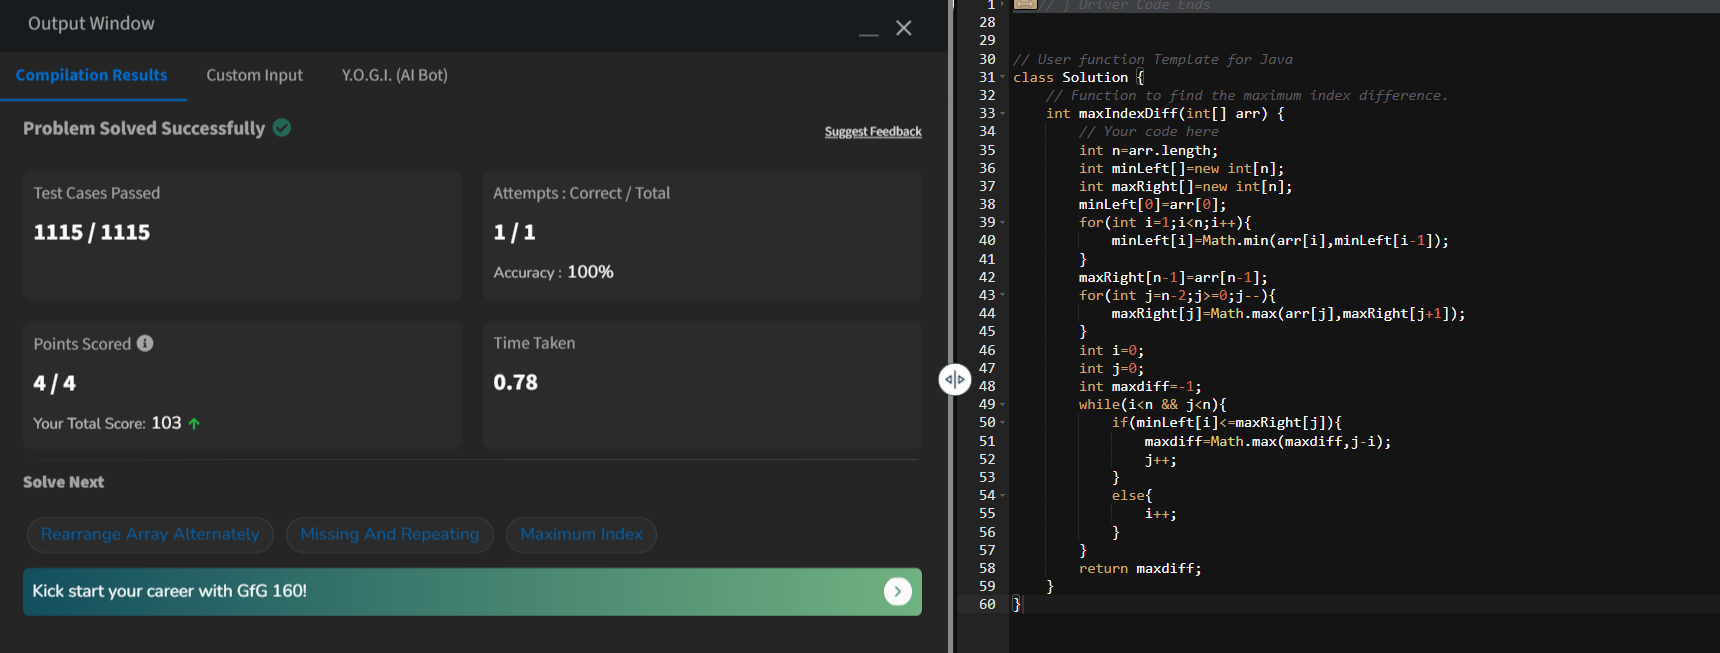 Output Window
Compilation Results
Custom Input
Y.O.G.I. (AI Bot)
Problem Solved Successfully
Suggest Feedback
Test Cases Passed
1115 / 1115
Attempts : Correct / Total
1 / 1
Accuracy : 100%
Points Scored
4 / 4
Your Total Score: 103
Time Taken
0.78
Solve Next
Rearrange Array Alternately
Missing And Repeating
Maximum Index
Kick start your career with GfG 160!
1 // } Driver Code Ends
28
29
30 // User function Template for Java
31 class Solution {
32 // Function to find the maximum index difference.
33 int maxIndexDiff(int[] arr) {
34 // Your code here
35 int n=arr.length;
36 int minLeft[]=new int[n];
37 int maxRight[]=new int[n];
38 minLeft[0]=arr[0];
39 for(int i=1;i<n;i++){
40 minLeft[i]=Math.min(arr[i],minLeft[i-1]);
41 }
42 maxRight[n-1]=arr[n-1];
43 for(int j=n-2;j>=0;j--){
44 maxRight[j]=Math.max(arr[j],maxRight[j+1]);
45 }
46 int i=0;
47 int j=0;
48 int maxdiff=-1;
49 while(i<n && j<n){
50 if(minLeft[i]<=maxRight[j]){
51 maxdiff=Math.max(maxdiff,j-i);
52 j++;
53 }
54 else{
55 i++;
56 }
57 }
58 return maxdiff;
59 }
60 }